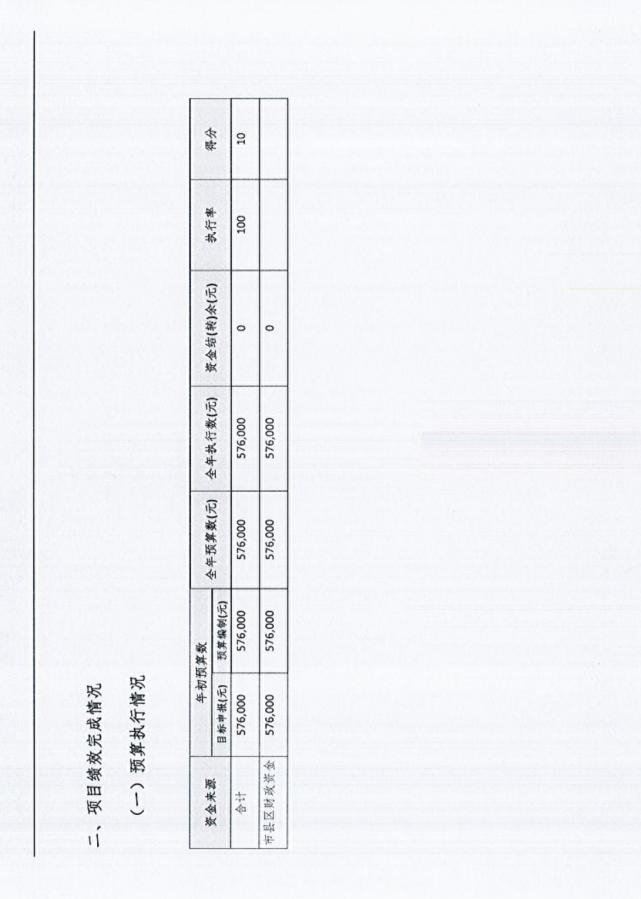 二、项目绩效完成情况
（一）预算执行情况
资金来源 年初预算数 全年预算数(元) 全年执行数(元) 资金结(转)余(元) 执行率 得分
目标申报(元) 预算编制(元)
合计 576,000 576,000 576,000 576,000 0 100 10
市县区财政资金 576,000 576,000 576,000 576,000 0